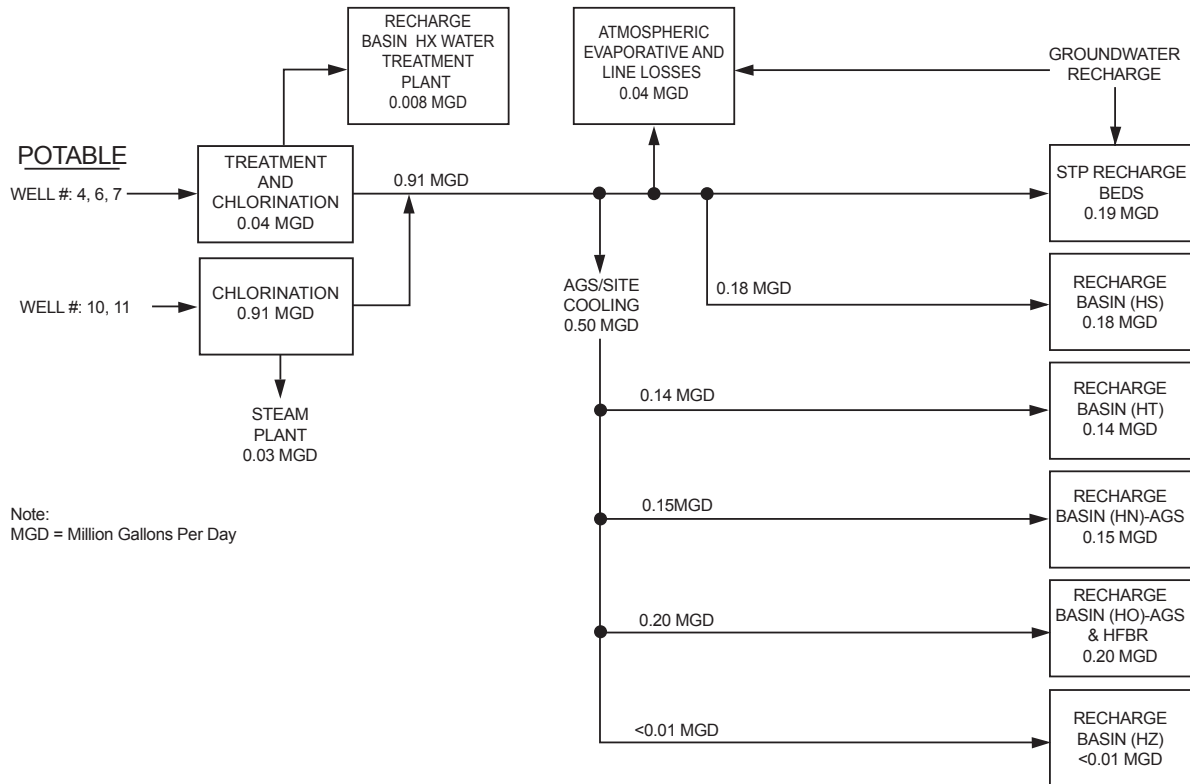 RECHARGE
BASIN HX WATER
TREATMENT
PLANT
0.008 MGD
ATMOSPHERIC
EVAPORATIVE AND
LINE LOSSES
0.04 MGD
GROUNDWATER
RECHARGE
POTABLE
WELL #: 4, 6, 7
TREATMENT
AND
CHLORINATION
0.04 MGD
0.91 MGD
STP RECHARGE
BEDS
0.19 MGD
WELL #: 10, 11
CHLORINATION
0.91 MGD
AGS/SITE
COOLING
0.50 MGD
0.18 MGD
RECHARGE
BASIN (HS)
0.18 MGD
STEAM
PLANT
0.03 MGD
0.14 MGD
RECHARGE
BASIN (HT)
0.14 MGD
Note:
MGD = Million Gallons Per Day
0.15MGD
RECHARGE
BASIN (HN)-AGS
0.15 MGD
0.20 MGD
RECHARGE
BASIN (HO)-AGS
& HFBR
0.20 MGD
<0.01 MGD
RECHARGE
BASIN (HZ)
<0.01 MGD